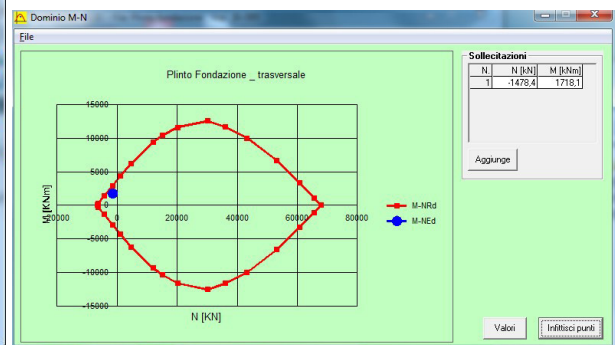 Dominio M-N
File
Plinto Fondazione _ trasversale
15000
10000
5000
0
-5000
-10000
-15000
20000
0
20000
40000
60000
80000
M [KNm]
N [KN]
M-NRd
M-NEd
Sollecitazioni
N. N [kN] M [kNm]
1 -1478,4 1718,1
Aggiunge
Valori
Infittisci punti